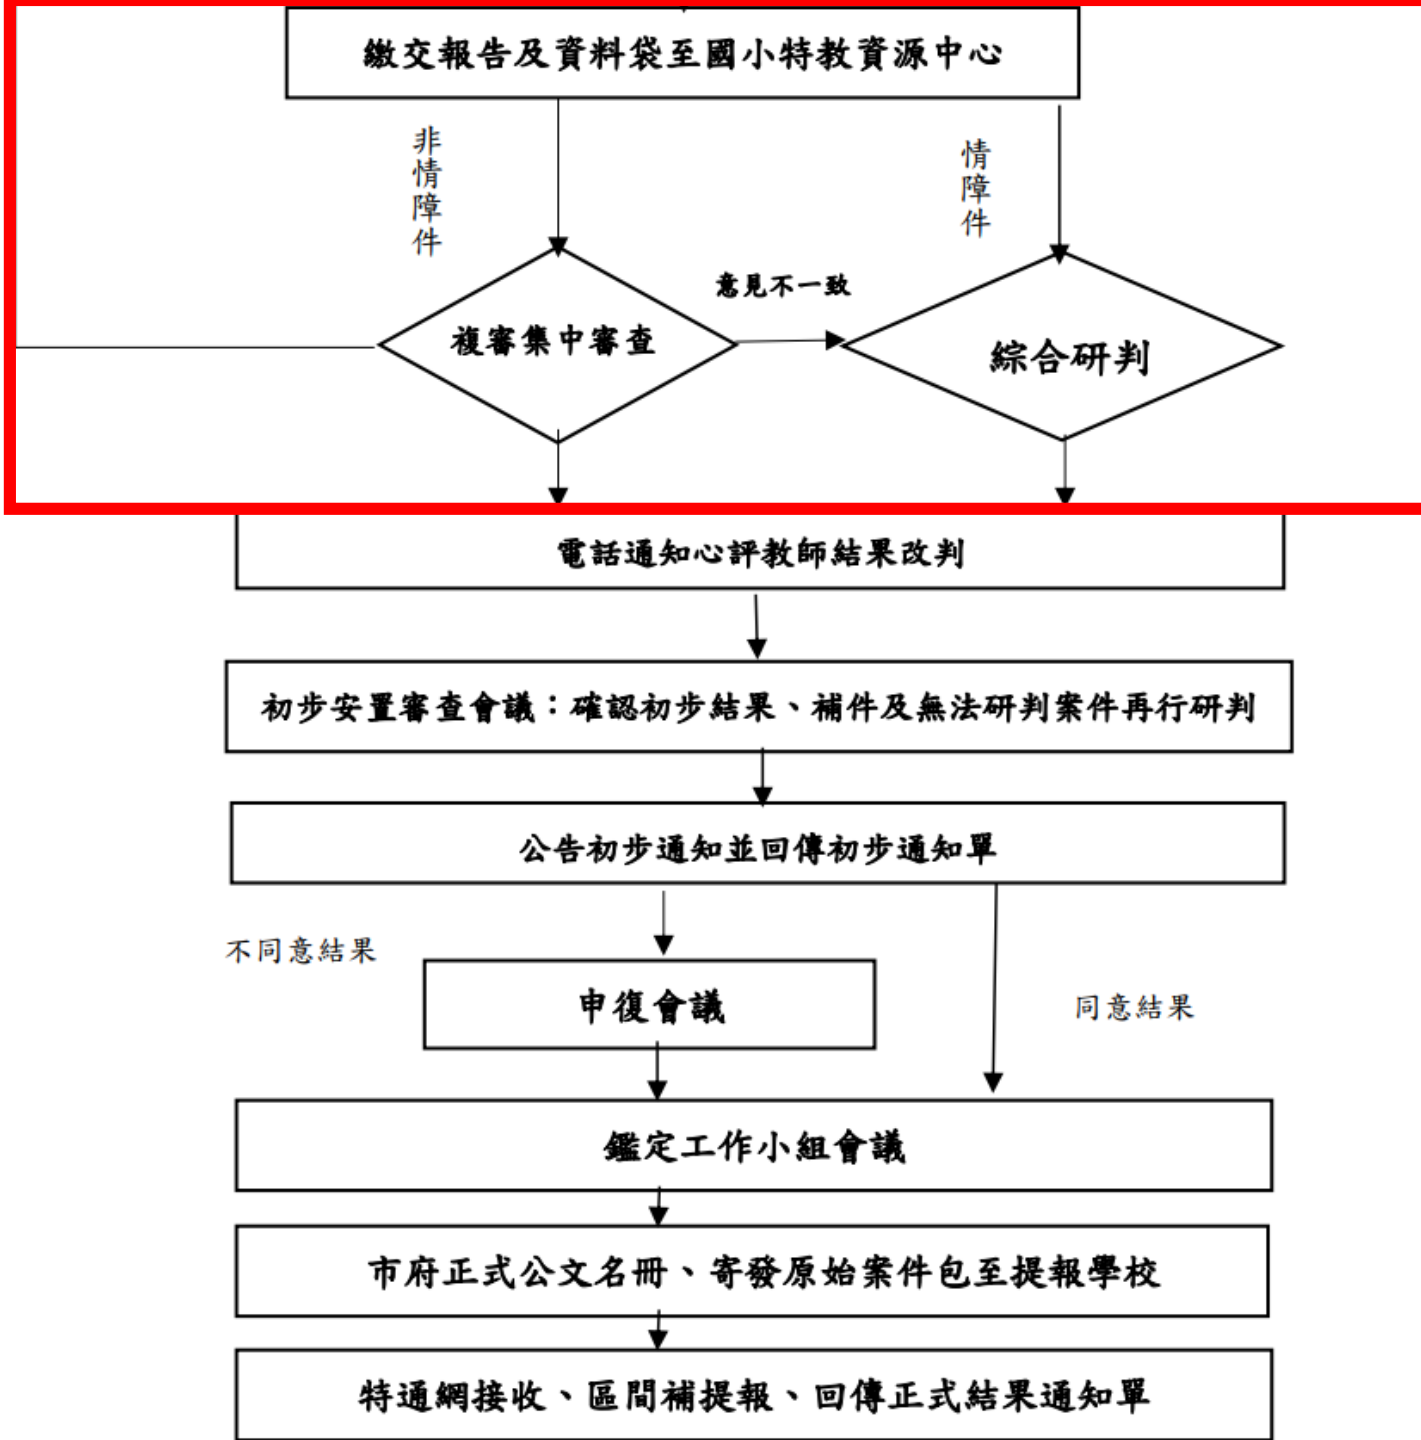 繳交報告及資料袋至國小特教資源中心
非情障件
情障件
意見不一致
複審集中審查
綜合研判
電話通知心評教師結果改判
初步安置審查會議：確認初步結果、補件及無法研判案件再行研判
公告初步通知並回傳初步通知單
不同意結果
申復會議
同意結果
鑑定工作小組會議
市府正式公文名冊、寄發原始案件包至提報學校
特通網接收、區間補提報、回傳正式結果通知單